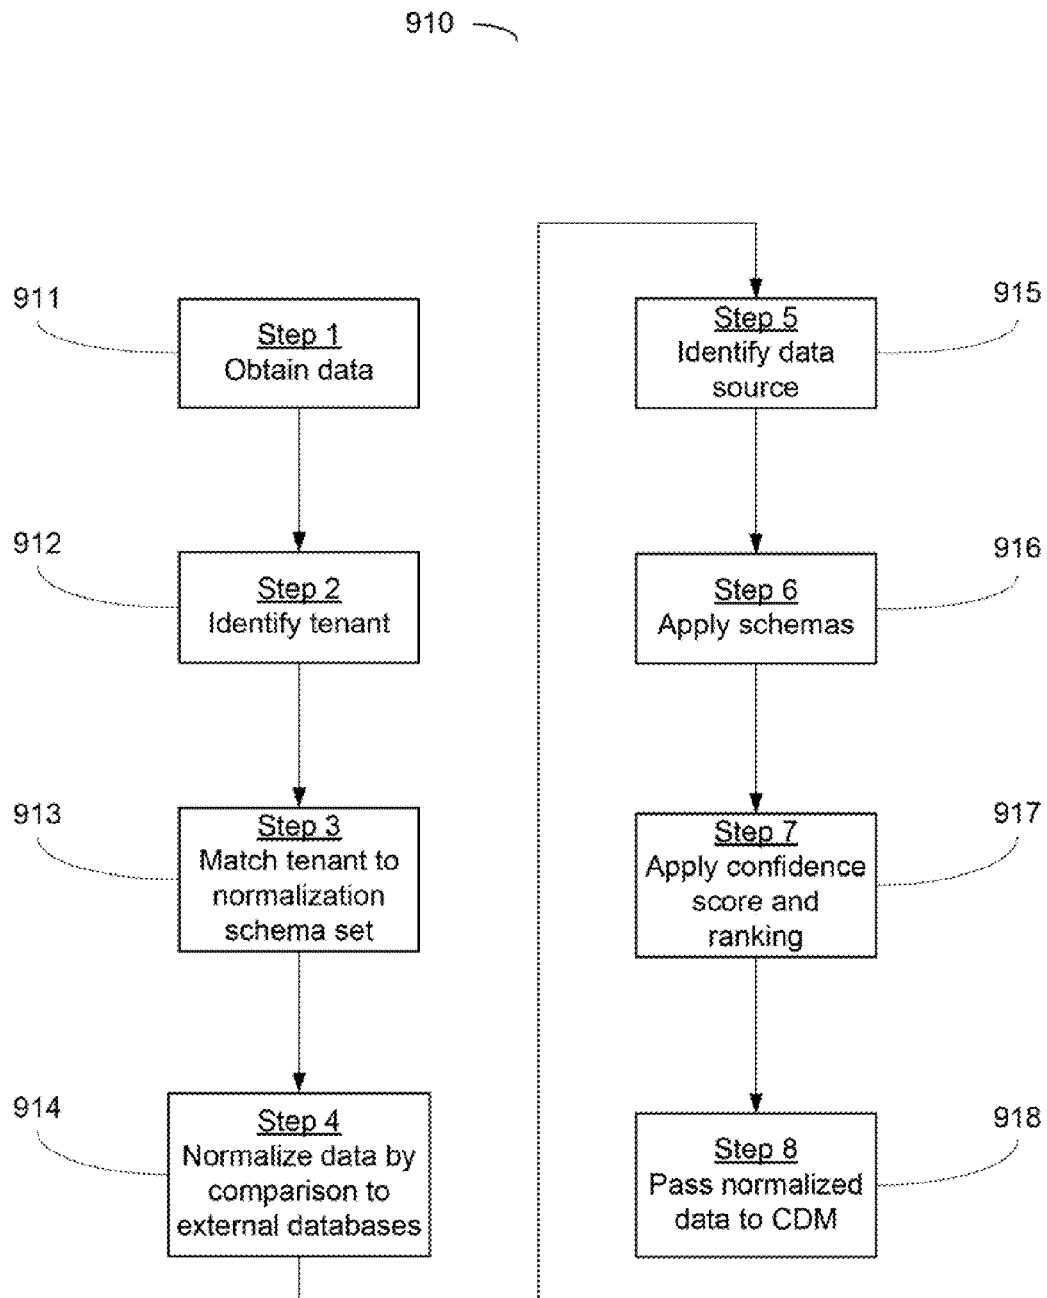 910
911
Step 1
Obtain data
912
Step 2
Identify tenant
913
Step 3
Match tenant to
normalization
schema set
914
Step 4
Normalize data by
comparison to
external databases
915
Step 5
Identify data
source
916
Step 6
Apply schemas
917
Step 7
Apply confidence
score and
ranking
918
Step 8
Pass normalized
data to CDM